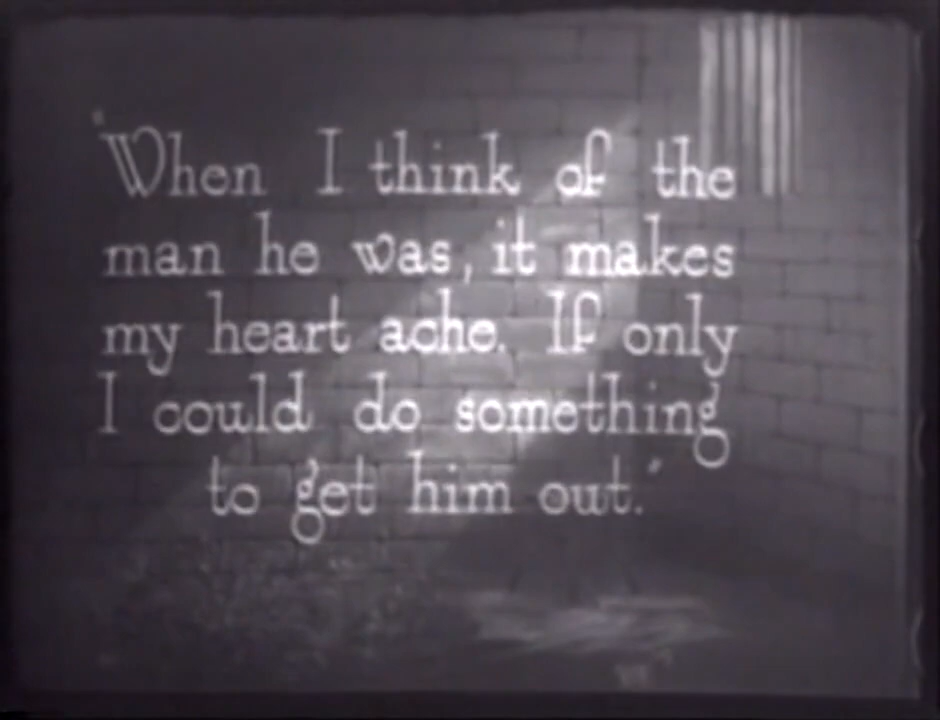 "When I think of the
man he was, it makes
my heart ache. If only
I could do something
to get him out."